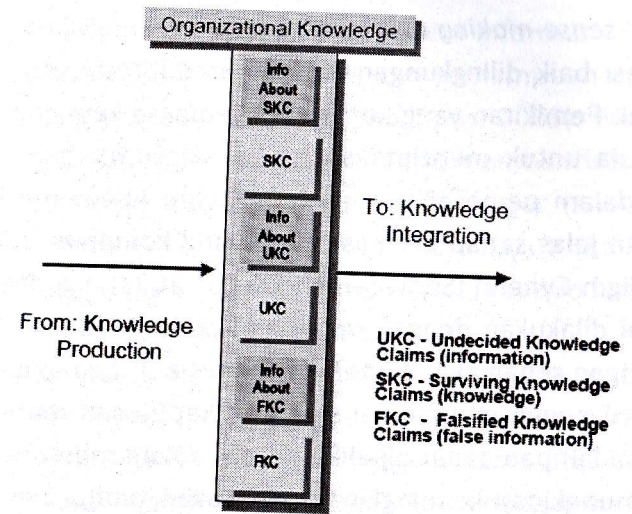 Organizational Knowledge
Info
About
SKC
SKC
Info
About
UKC
UKC
Info
About
FKC
FKC
From: Knowledge
Production
To: Knowledge
Integration
UKC - Undecided Knowledge
Claims (information)
SKC - Surviving Knowledge
Claims (knowledge)
FKC - Falsified Knowledge
Claims (false information)